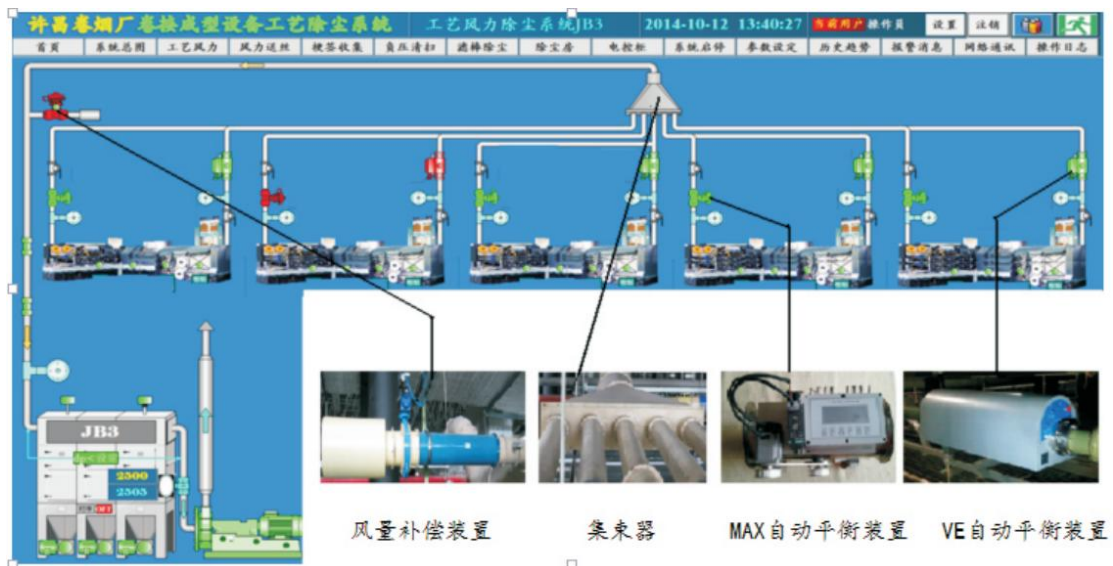 许昌卷烟厂卷接成型设备工艺除尘系统 工艺风力除尘系统JB3 2014-10-12 13:40:27 当前用户 操作员 设置 注销
首页 系统总图 工艺风力 风力送丝 梗签收集 负压清扫 滤棒除尘 除尘房 电控柜 系统启停 参数设定 历史趋势 报警消息 网络通讯 操作日志
JB3
2500
2505
OFF
风量补偿装置 集束器 MAX自动平衡装置 VE自动平衡装置